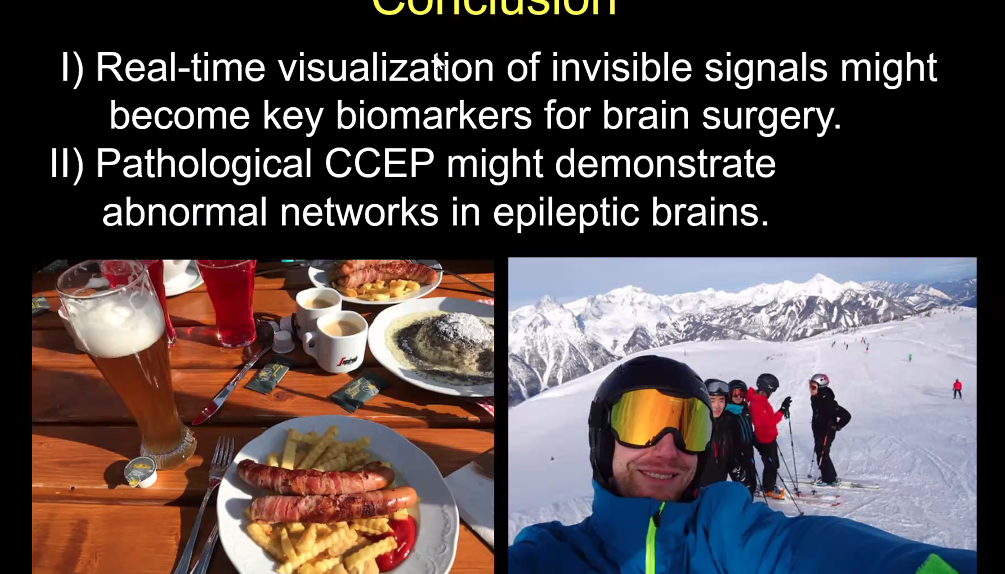 Conclusion
I) Real-time visualization of invisible signals might
become key biomarkers for brain surgery.
II) Pathological CCEP might demonstrate
abnormal networks in epileptic brains.